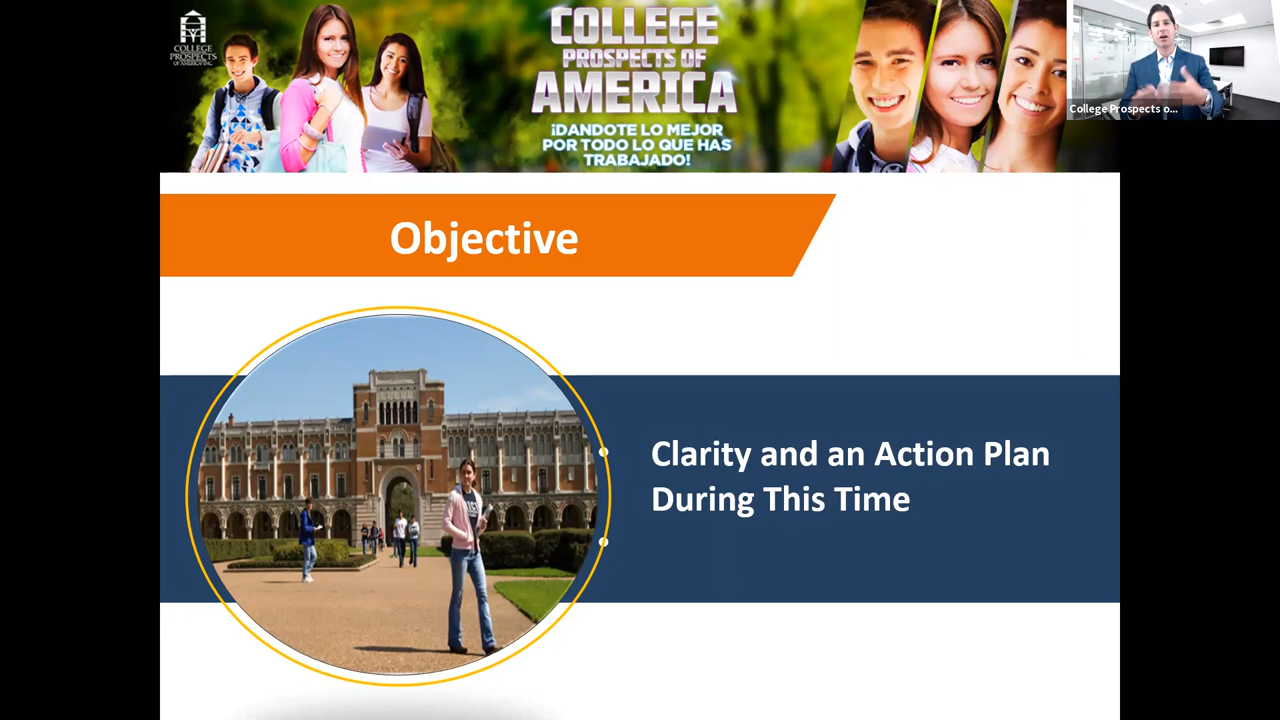 COLLEGE
PROSPECTS
OF AMERICA INC.
COLLEGE
PROSPECTS OF
AMERICA
¡DANDOTE LO MEJOR
POR TODO LO QUE HAS
TRABAJADO!
College Prospects o...
Objective
Clarity and an Action Plan
During This Time